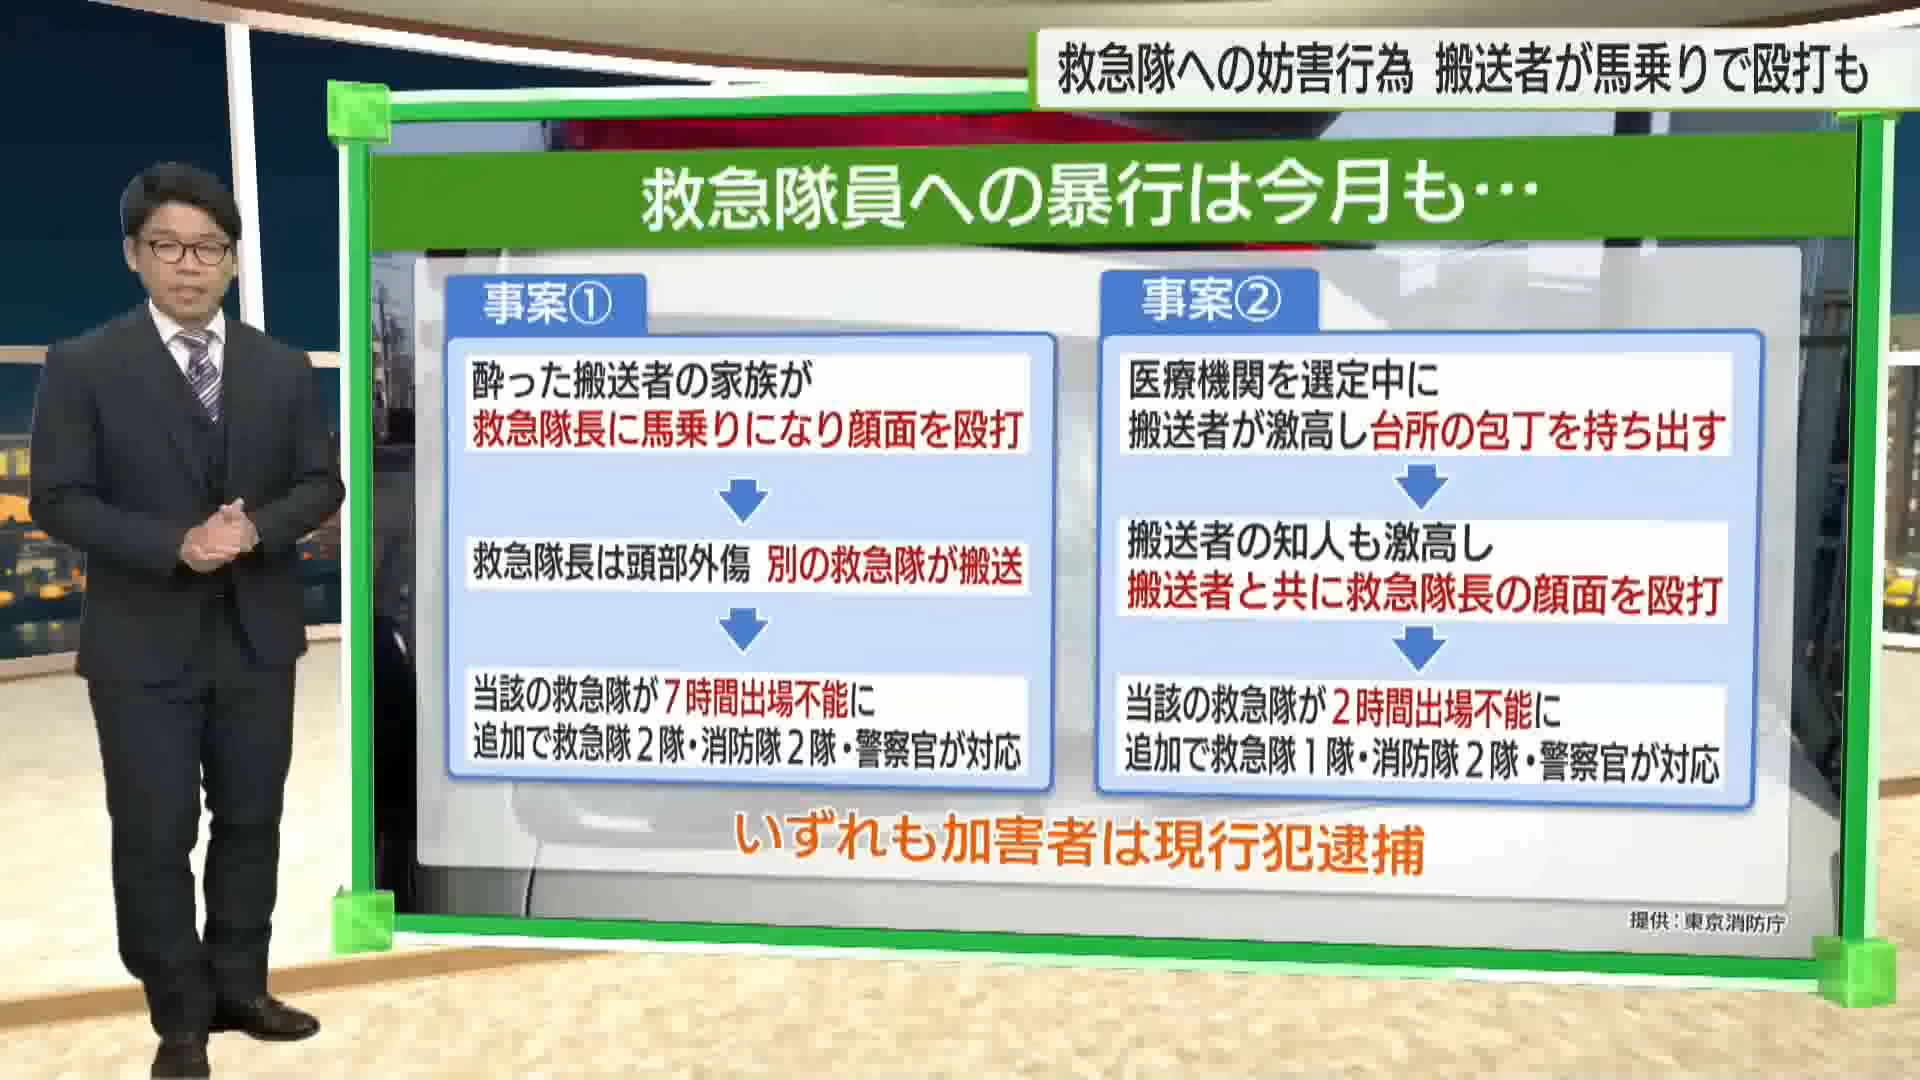 救急隊への妨害行為 搬送者が馬乗りで殴打も
救急隊員への暴行は今月も…
事案①
酔った搬送者の家族が
救急隊長に馬乗りになり顔面を殴打
救急隊長は頭部外傷 別の救急隊が搬送
当該の救急隊が7時間出場不能に
追加で救急隊2隊・消防隊2隊・警察官が対応
事案②
医療機関を選定中に
搬送者が激高し台所の包丁を持ち出す
搬送者の知人も激高し
搬送者と共に救急隊長の顔面を殴打
当該の救急隊が2時間出場不能に
追加で救急隊1隊・消防隊2隊・警察官が対応
いずれも加害者は現行犯逮捕
提供：東京消防庁